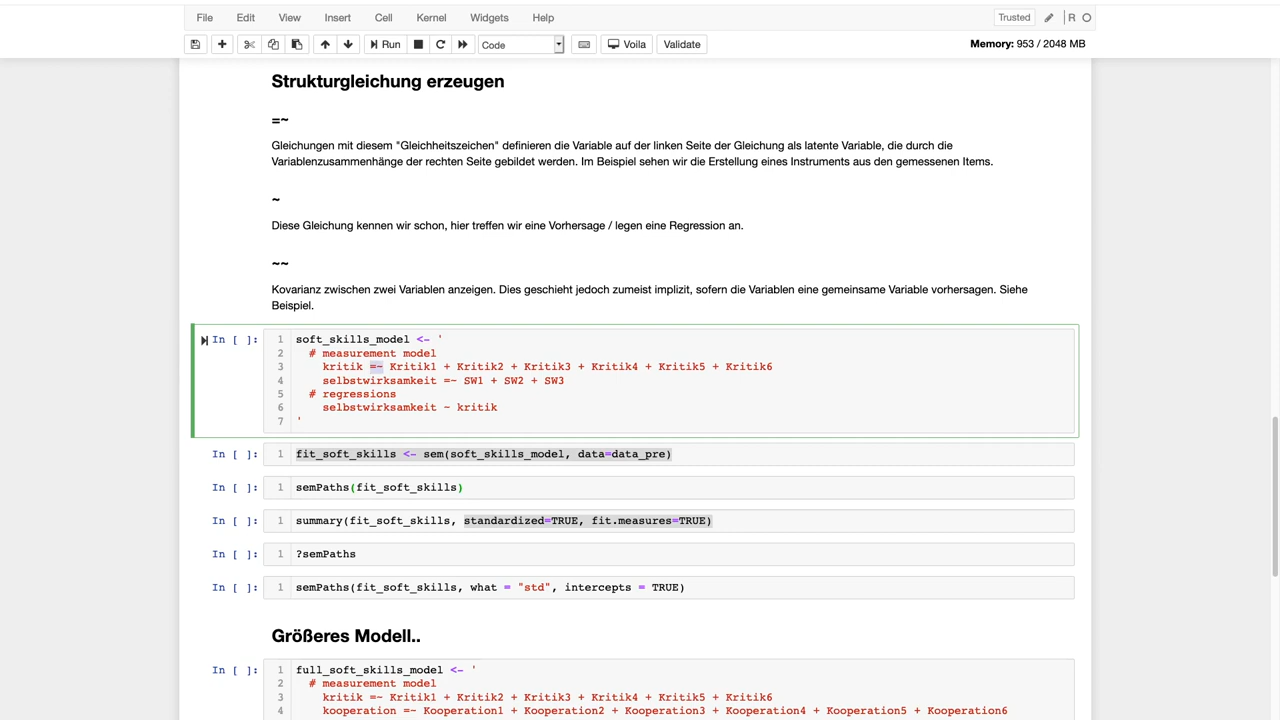 File Edit View Insert Cell Kernel Widgets Help Trusted R
Run Code Voila Validate Memory: 953 / 2048 MB
Strukturgleichung erzeugen
=~
Gleichungen mit diesem "Gleichheitszeichen" definieren die Variable auf der linken Seite der Gleichung als latente Variable, die durch die
Variablenzusammenhänge der rechten Seite gebildet werden. Im Beispiel sehen wir die Erstellung eines Instruments aus den gemessenen Items.
~
Diese Gleichung kennen wir schon, hier treffen wir eine Vorhersage / legen eine Regression an.
~~
Kovarianz zwischen zwei Variablen anzeigen. Dies geschieht jedoch zumeist implizit, sofern die Variablen eine gemeinsame Variable vorhersagen. Siehe
Beispiel.
In [ ]: 1 soft_skills_model <- '
2 # measurement model
3 kritik =~ Kritik1 + Kritik2 + Kritik3 + Kritik4 + Kritik5 + Kritik6
4 selbstwirksamkeit =~ SW1 + SW2 + SW3
5 # regressions
6 selbstwirksamkeit ~ kritik
7 '
In [ ]: 1 fit_soft_skills <- sem(soft_skills_model, data=data_pre)
In [ ]: 1 semPaths(fit_soft_skills)
In [ ]: 1 summary(fit_soft_skills, standardized=TRUE, fit.measures=TRUE)
In [ ]: 1 ?semPaths
In [ ]: 1 semPaths(fit_soft_skills, what = "std", intercepts = TRUE)
Größeres Modell..
In [ ]: 1 full_soft_skills_model <- '
2 # measurement model
3 kritik =~ Kritik1 + Kritik2 + Kritik3 + Kritik4 + Kritik5 + Kritik6
4 kooperation =~ Kooperation1 + Kooperation2 + Kooperation3 + Kooperation4 + Kooperation5 + Kooperation6